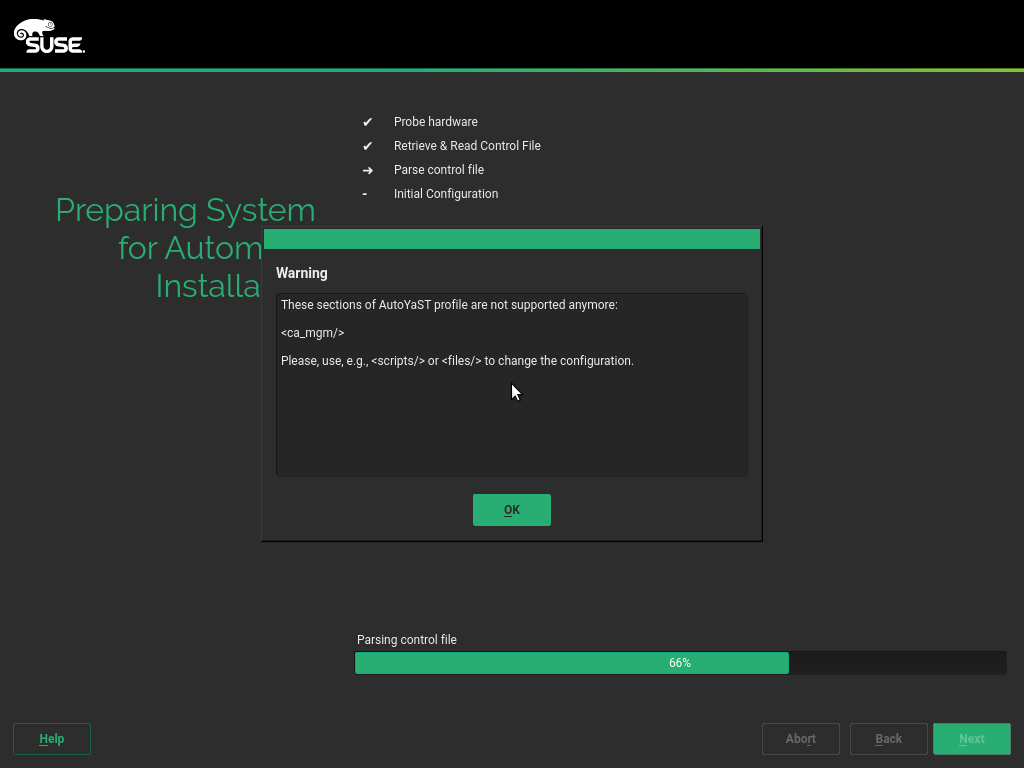 SUSE
✔ Probe hardware
✔ Retrieve & Read Control File
➔ Parse control file
- Initial Configuration
Preparing System
for Autom
Installa
Warning
These sections of AutoYaST profile are not supported anymore:
<ca_mgm/>
Please, use, e.g., <scripts/> or <files/> to change the configuration.
OK
Parsing control file
66%
Help
Abort
Back
Next